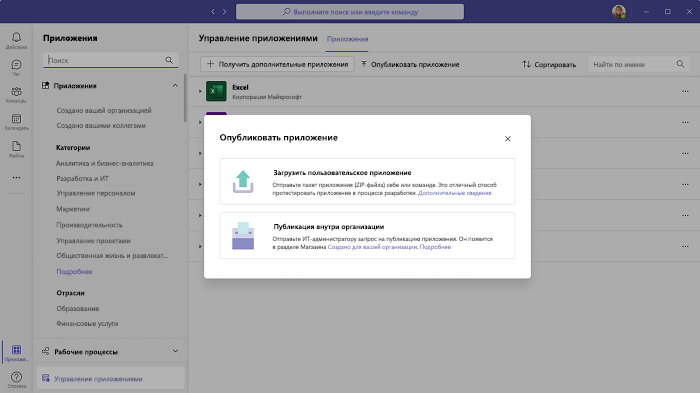 Выполните поиск или введите команду
Действие
Чат
Команды
Календарь
Файлы
Приложе...
Справка
Приложения
Поиск
Приложения
Создано вашей организацией
Создано вашими коллегами
Категории
Аналитика и бизнес-аналитика
Разработка и ИТ
Управление персоналом
Маркетинг
Производительность
Управление проектами
Общественная жизнь и развлекат...
Подробнее
Отрасли
Образование
Финансовые услуги
Рабочие процессы
Управление приложениями
Управление приложениями Приложения
Получить дополнительные приложения Опубликовать приложение Сортировать Найти по имени
Excel
Корпорация Майкрософт
Опубликовать приложение
Загрузить пользовательское приложение
Отправьте пакет приложения (ZIP-файла) себе или команде. Это отличный способ
протестировать приложение в процессе разработки. Дополнительные сведения
Публикация внутри организации
Отправьте ИТ-администратору запрос на публикацию приложения. Он появится
в разделе Магазина Создано для вашей организации. Подробнее